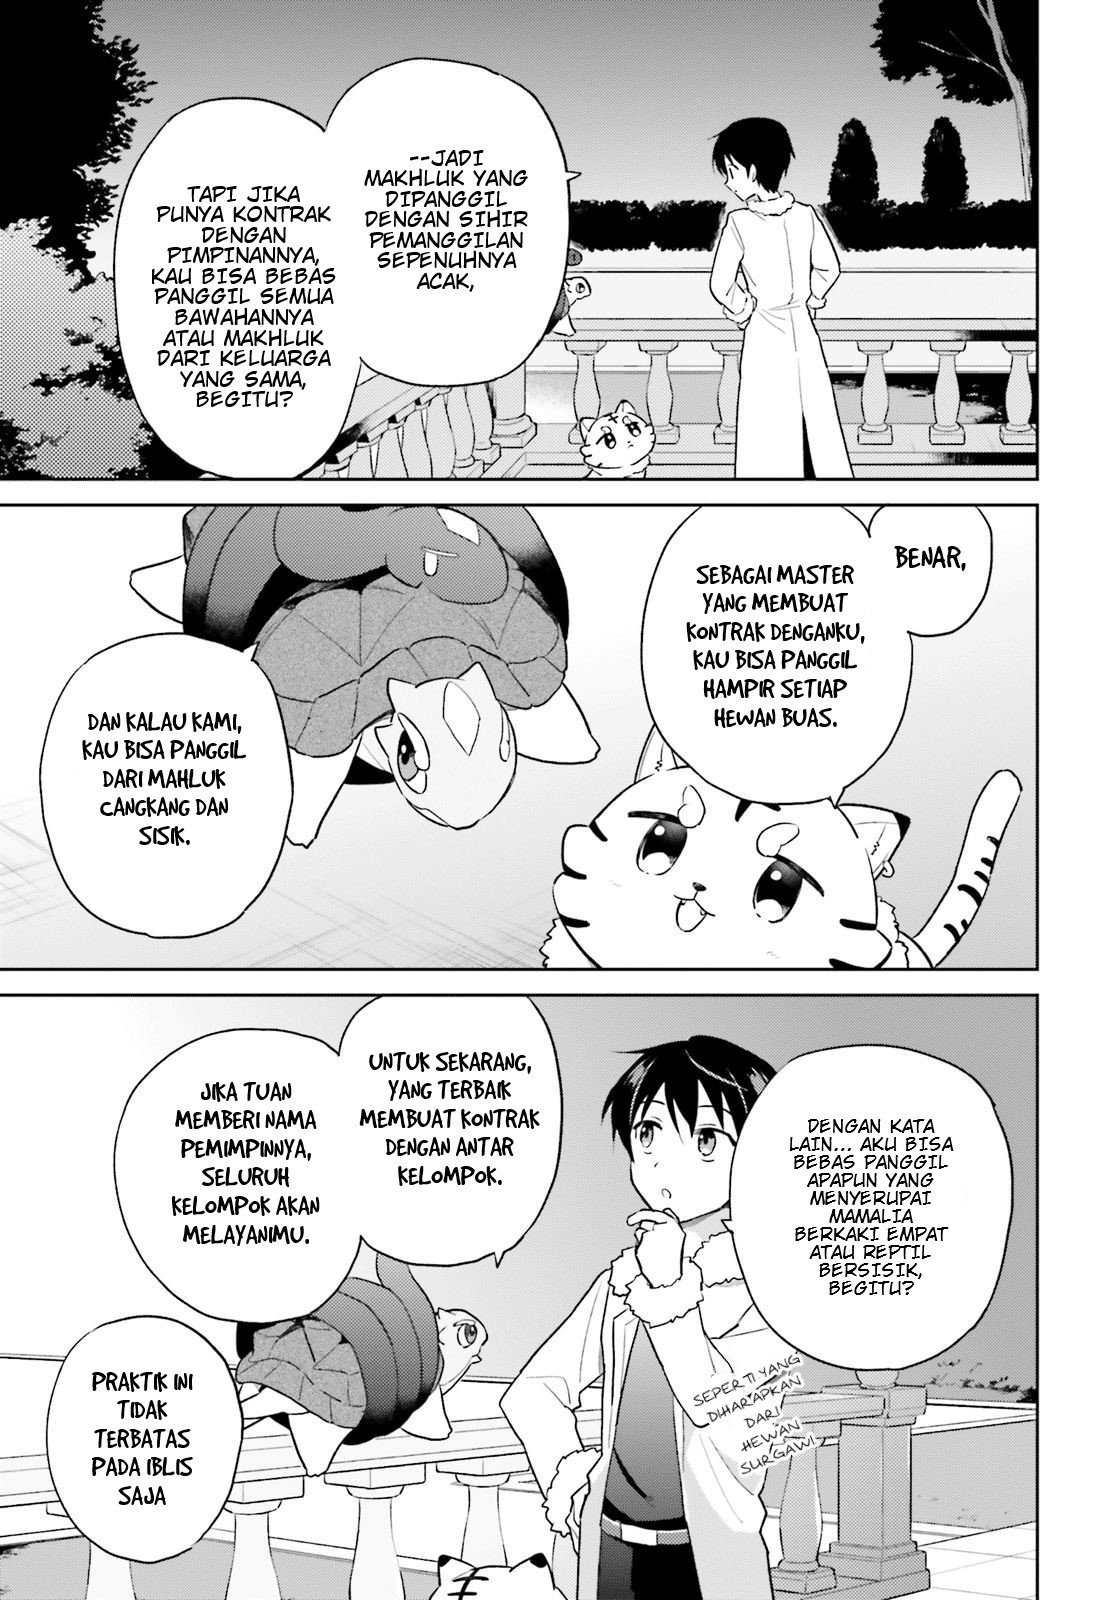 --JADI
MAKHLUK YANG
DIPANGGIL
DENGAN SIHIR
PEMANGGILAN
SEPENUHNYA
ACAK,
TAPI JIKA
PUNYA KONTRAK
DENGAN
PIMPINANNYA,
KAU BISA BEBAS
PANGGIL SEMUA
BAWAHANNYA
ATAU MAKHLUK
DARI KELUARGA
YANG SAMA,
BEGITU?
BENAR,
SEBAGAI MASTER
YANG MEMBUAT
KONTRAK DENGANKU,
KAU BISA PANGGIL
HAMPIR SETIAP
HEWAN BUAS.
DAN KALAU KAMI,
KAU BISA PANGGIL
DARI MAHLUK
CANGKANG DAN
SISIK.
DENGAN KATA
LAIN... AKU BISA
BEBAS PANGGIL
APAPUN YANG
MENYERUPAI
MAMALIA
BERKAKI EMPAT
ATAU REPTIL
BERSISIK,
BEGITU?
SEPERTI YANG
DIHARAPKAN
DARI
HEWAN
SURGAWI
UNTUK SEKARANG,
YANG TERBAIK
MEMBUAT KONTRAK
DENGAN ANTAR
KELOMPOK.
JIKA TUAN
MEMBERI NAMA
PEMIMPINNYA,
SELURUH
KELOMPOK AKAN
MELAYANIMU.
PRAKTIK INI
TIDAK
TERBATAS
PADA IBLIS
SAJA